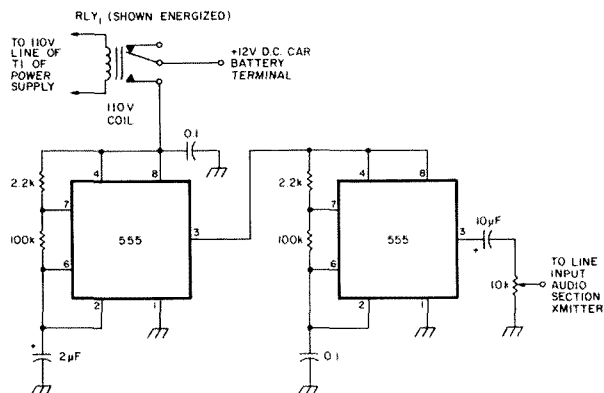 RLY1 (SHOWN ENERGIZED)
TO 110V
LINE OF
T1 OF
POWER
SUPPLY
+12V D.C. CAR
BATTERY
TERMINAL
110V
COIL
0.1
2.2k
4
8
7
100k
555
3
6
2
1
+
2µF
2.2k
4
8
7
100k
555
3
6
2
1
0.1
10µF
+
10k
TO LINE
INPUT
AUDIO
SECTION
XMITTER